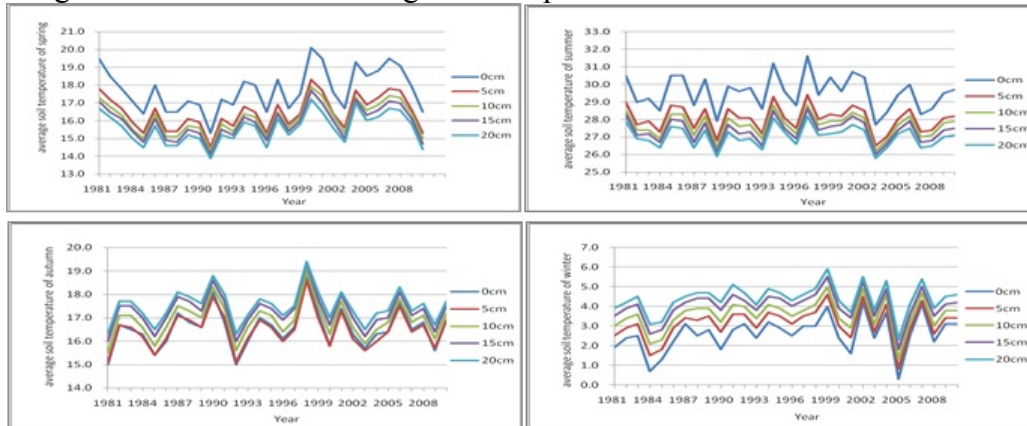 average soil temperature of spring
21.0
20.0
19.0
18.0
17.0
16.0
15.0
14.0
13.0
1981 1984 1987 1990 1993 1996 1999 2002 2005 2008
Year
0cm
5cm
10cm
15cm
20cm
average soil temperature of summer
33.0
32.0
31.0
30.0
29.0
28.0
27.0
26.0
25.0
1981 1984 1987 1990 1993 1996 1999 2002 2005 2008
Year
0cm
5cm
10cm
15cm
20cm
average soil temperature of autumn
20.0
19.0
18.0
17.0
16.0
15.0
14.0
1981 1984 1987 1990 1993 1996 1999 2002 2005 2008
Year
0cm
5cm
10cm
15cm
20cm
average soil temperature of winter
7.0
6.0
5.0
4.0
3.0
2.0
1.0
0.0
1981 1984 1987 1990 1993 1996 1999 2002 2005 2008
Year
0cm
5cm
10cm
15cm
20cm